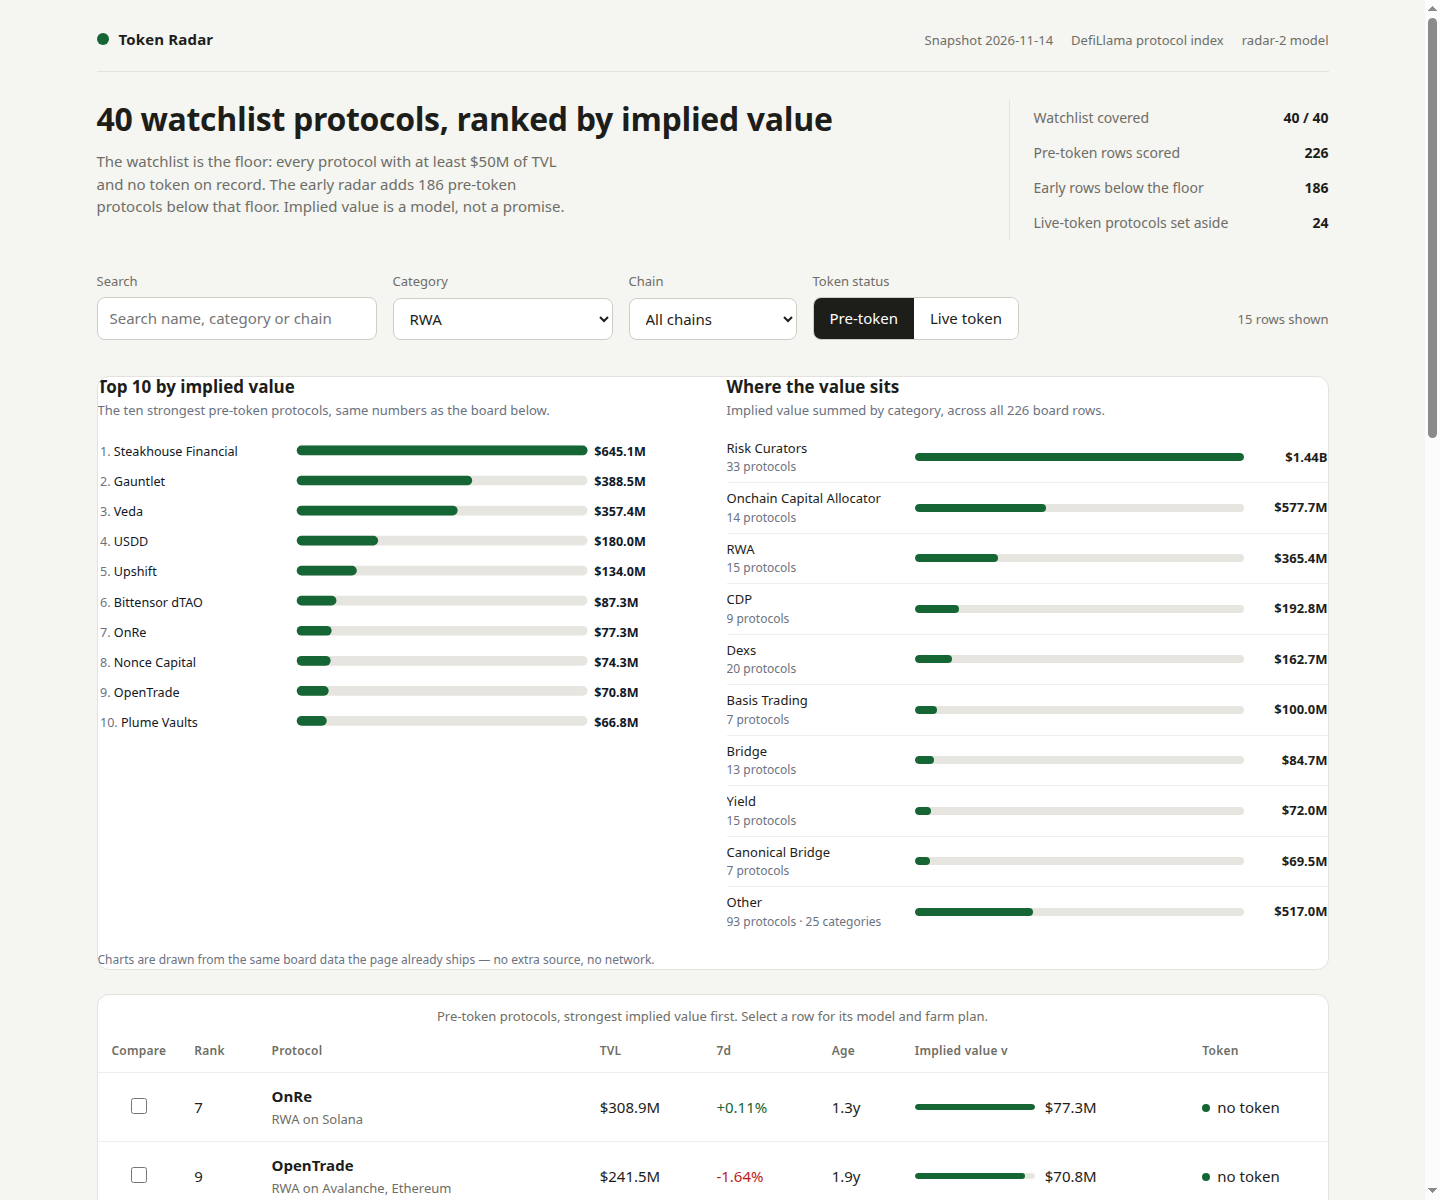 Token Radar
Snapshot 2026-11-14 DefiLlama protocol index radar-2 model
40 watchlist protocols, ranked by implied value
The watchlist is the floor: every protocol with at least $50M of TVL
and no token on record. The early radar adds 186 pre-token
protocols below that floor. Implied value is a model, not a promise.
Watchlist covered 40 / 40
Pre-token rows scored 226
Early rows below the floor 186
Live-token protocols set aside 24
Search
Search name, category or chain
Category
RWA
Chain
All chains
Token status
Pre-token Live token
15 rows shown
Top 10 by implied value
The ten strongest pre-token protocols, same numbers as the board below.
1. Steakhouse Financial $645.1M
2. Gauntlet $388.5M
3. Veda $357.4M
4. USDD $180.0M
5. Upshift $134.0M
6. Bittensor dTAO $87.3M
7. OnRe $77.3M
8. Nonce Capital $74.3M
9. OpenTrade $70.8M
10. Plume Vaults $66.8M
Where the value sits
Implied value summed by category, across all 226 board rows.
Risk Curators
33 protocols
$1.44B
Onchain Capital Allocator
14 protocols
$577.7M
RWA
15 protocols
$365.4M
CDP
9 protocols
$192.8M
Dexs
20 protocols
$162.7M
Basis Trading
7 protocols
$100.0M
Bridge
13 protocols
$84.7M
Yield
15 protocols
$72.0M
Canonical Bridge
7 protocols
$69.5M
Other
93 protocols · 25 categories
$517.0M
Charts are drawn from the same board data the page already ships — no extra source, no network.
Pre-token protocols, strongest implied value first. Select a row for its model and farm plan.
Compare Rank Protocol TVL 7d Age Implied value v Token
7 OnRe $308.9M +0.11% 1.3y $77.3M no token
RWA on Solana
9 OpenTrade $241.5M -1.64% 1.9y $70.8M no token
RWA on Avalanche, Ethereum